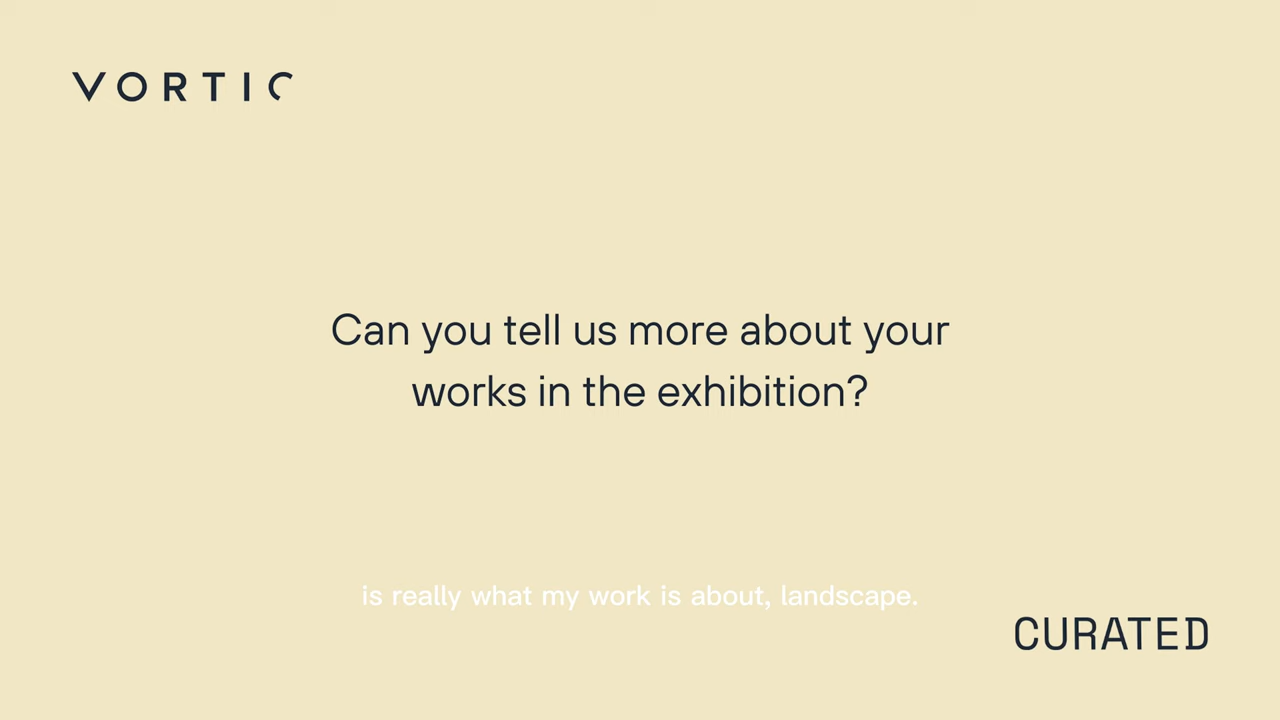 VORTIC
Can you tell us more about your
works in the exhibition?
is really what my work is about, landscape.
CURATED